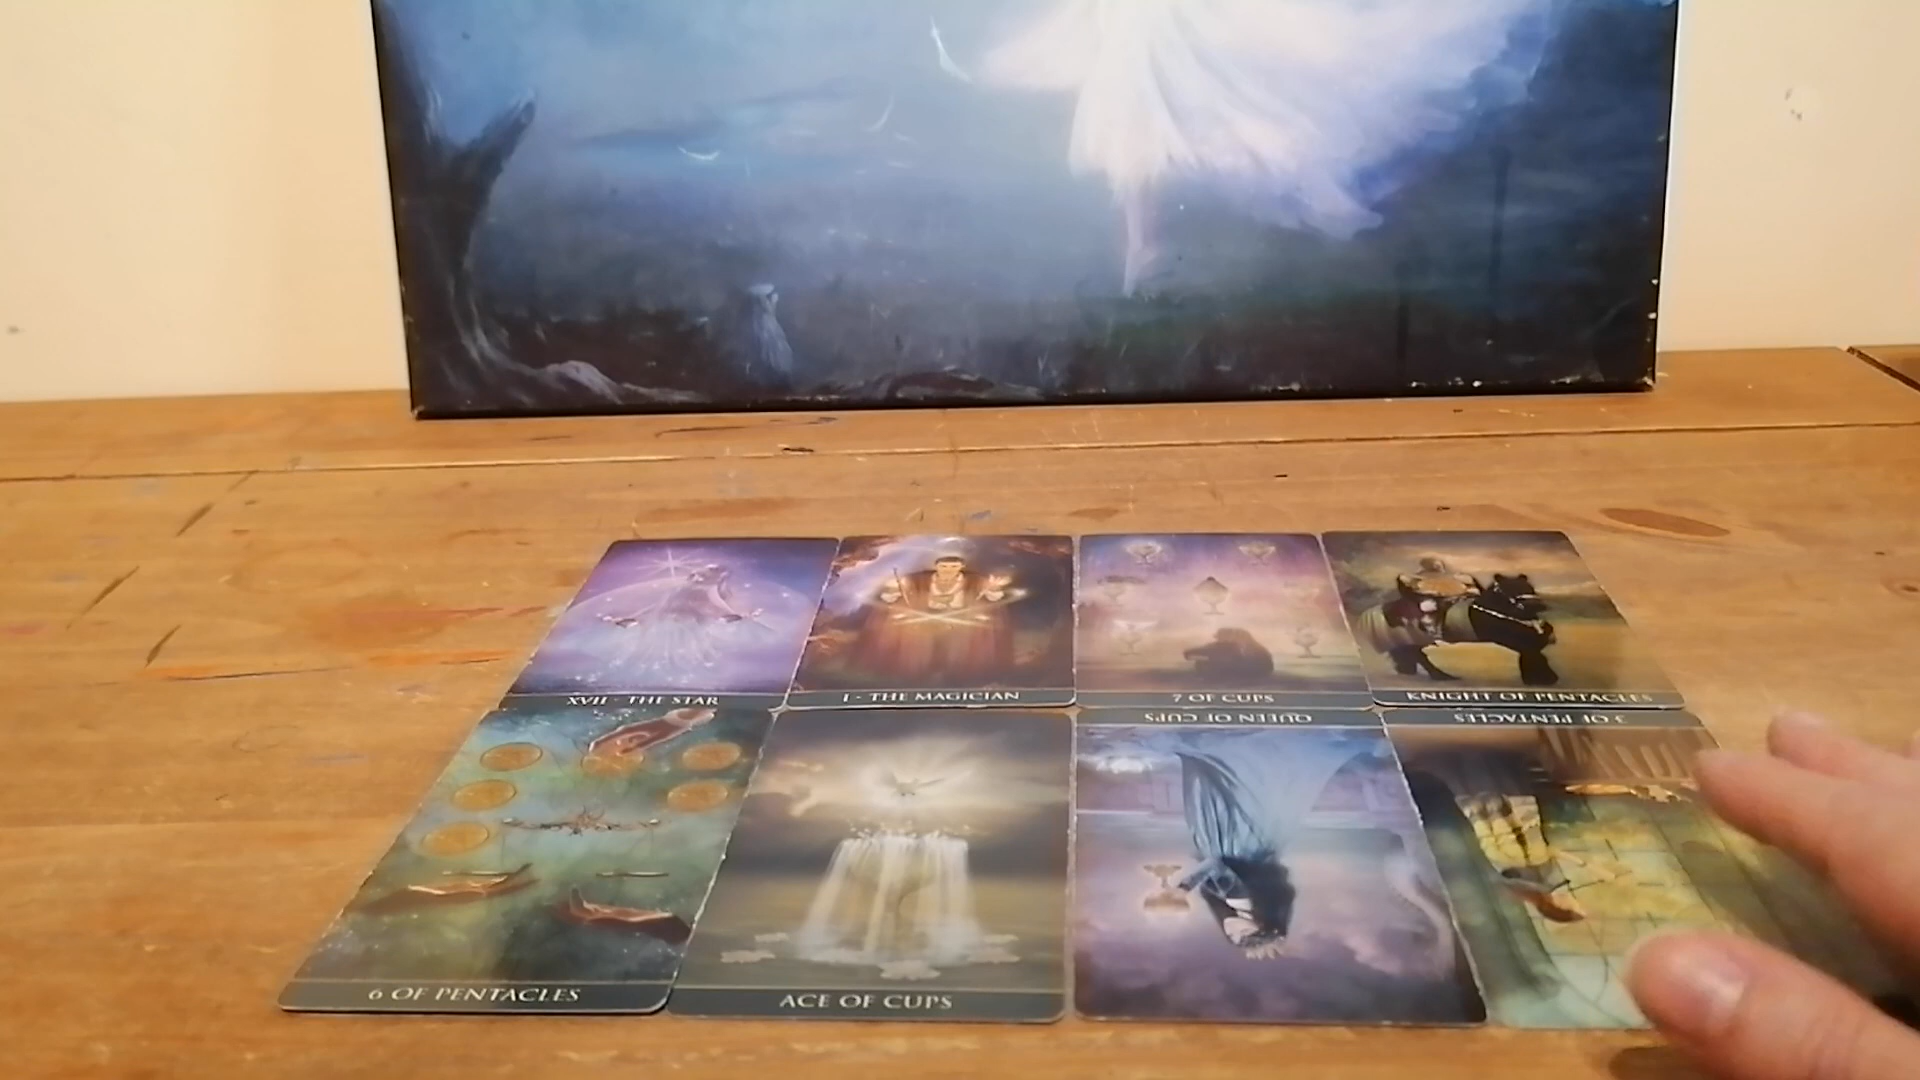 XVII - THE STAR
I - THE MAGICIAN
7 OF CUPS
KNIGHT OF PENTACLES
QUEEN OF CUPS
3 OF PENTACLES
6 OF PENTACLES
ACE OF CUPS